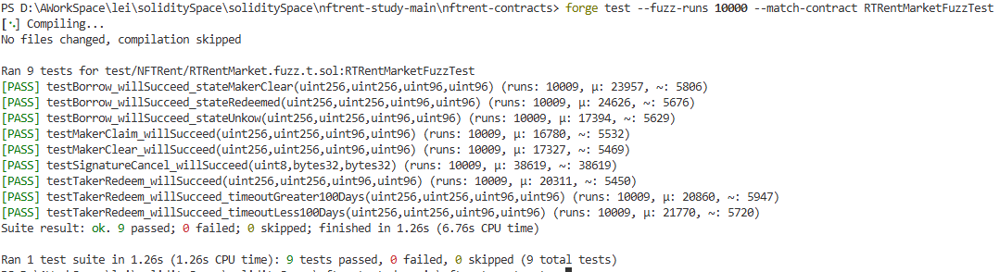 PS D:\AWorkSpace\lei\soliditySpace\soliditySpace\nftrent-study-main\nftrent-contracts> forge test --fuzz-runs 10000 --match-contract RTRentMarketFuzzTest
[⠒] Compiling...
No files changed, compilation skipped
Ran 9 tests for test/NFTRent/RTRentMarket.fuzz.t.sol:RTRentMarketFuzzTest
[PASS] testBorrow_willSucceed_stateMakerClear(uint256,uint256,uint96,uint96) (runs: 10009, μ: 23957, ~: 5806)
[PASS] testBorrow_willSucceed_stateRedeemed(uint256,uint256,uint96,uint96) (runs: 10009, μ: 24626, ~: 5676)
[PASS] testBorrow_willSucceed_stateUnkow(uint256,uint256,uint96,uint96) (runs: 10009, μ: 17394, ~: 5629)
[PASS] testMakerClaim_willSucceed(uint256,uint256,uint96,uint96) (runs: 10009, μ: 16780, ~: 5532)
[PASS] testMakerClear_willSucceed(uint256,uint256,uint96,uint96) (runs: 10009, μ: 17327, ~: 5469)
[PASS] testSignatureCancel_willSucceed(uint8,bytes32,bytes32) (runs: 10009, μ: 38619, ~: 38619)
[PASS] testTakerRedeem_willSucceed(uint256,uint256,uint96,uint96) (runs: 10009, μ: 20311, ~: 5450)
[PASS] testTakerRedeem_willSucceed_timeoutGreater100Days(uint256,uint256,uint96,uint96) (runs: 10009, μ: 20860, ~: 5947)
[PASS] testTakerRedeem_willSucceed_timeoutLess100Days(uint256,uint256,uint96,uint96) (runs: 10009, μ: 21770, ~: 5720)
Suite result: ok. 9 passed; 0 failed; 0 skipped; finished in 1.26s (6.76s CPU time)
Ran 1 test suite in 1.26s (1.26s CPU time): 9 tests passed, 0 failed, 0 skipped (9 total tests)